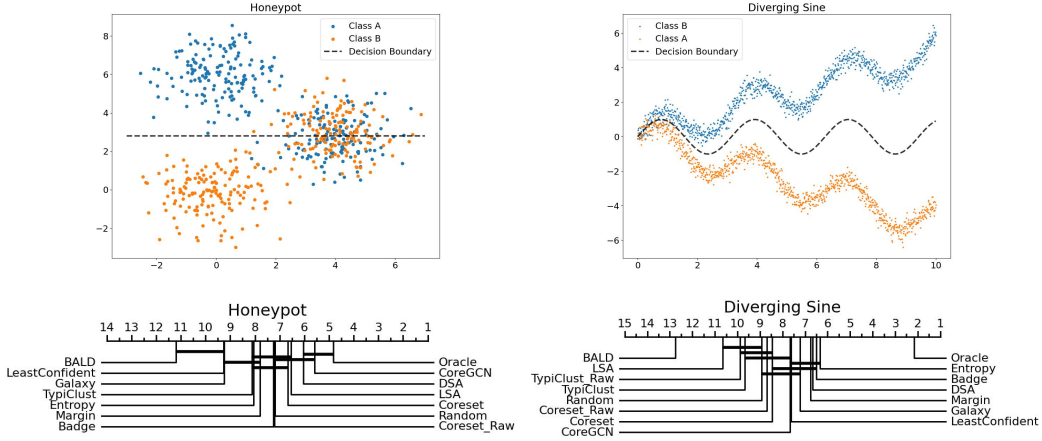 Honeypot
Class A
Class B
Decision Boundary
8
6
4
2
0
−2
−2
0
2
4
6
Diverging Sine
Class B
Class A
Decision Boundary
6
4
2
0
−2
−4
−6
0
2
4
6
8
10
Honeypot
14 13 12 11 10 9 8 7 6 5 4 3 2 1
BALD
LeastConfident
Galaxy
TypiClust
Entropy
Margin
Badge
Oracle
CoreGCN
DSA
LSA
Coreset
Random
Coreset_Raw
Diverging Sine
15 14 13 12 11 10 9 8 7 6 5 4 3 2 1
BALD
LSA
TypiClust_Raw
TypiClust
Random
Coreset_Raw
Coreset
CoreGCN
Oracle
Entropy
Badge
DSA
Margin
Galaxy
LeastConfident